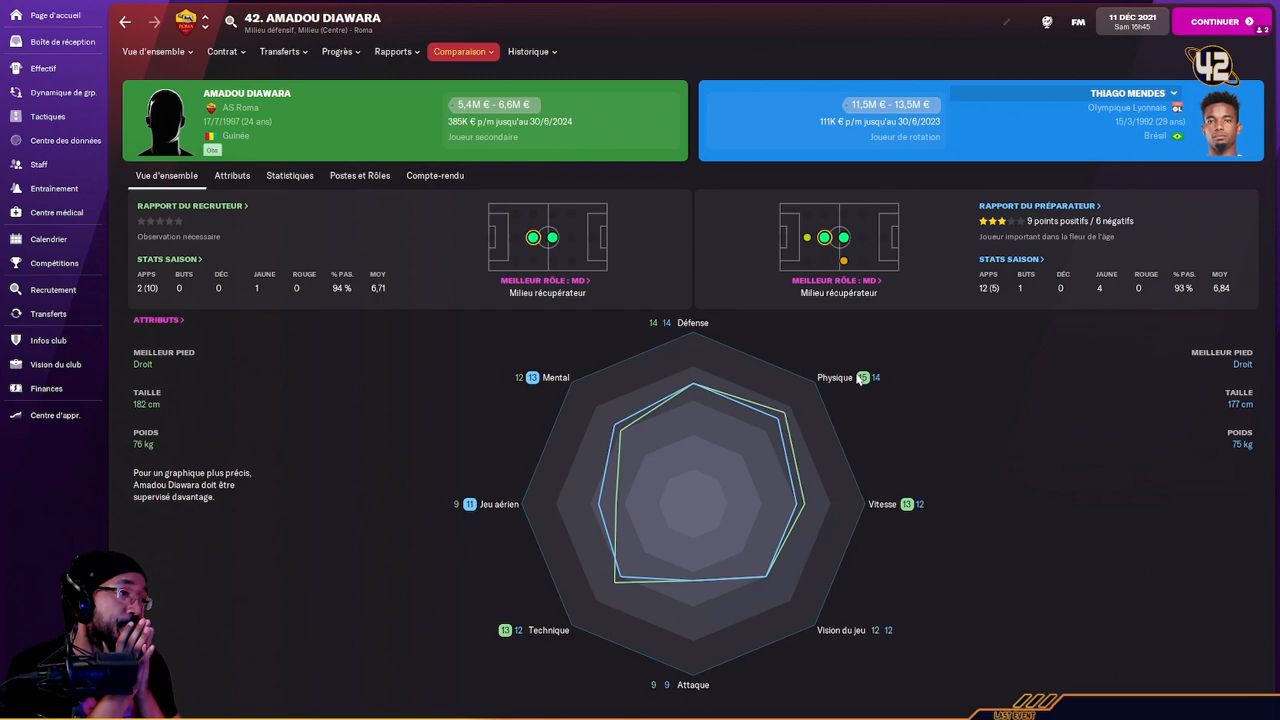 Page d'accueil
Boîte de réception
Effectif
Dynamique de grp.
Tactiques
Centre des données
Staff
Entraînement
Centre médical
Calendrier
Compétitions
Recrutement
Transferts
Infos club
Vision du club
Finances
Centre d'appr.
42. AMADOU DIAWARA
Milieu défensif, Milieu (Centre) - Roma
FM
11 DÉC 2021
Sam 15h45
CONTINUER
2
Vue d'ensemble
Contrat
Transferts
Progrès
Rapports
Comparaison
Historique
42
AMADOU DIAWARA
AS Roma
17/7/1997 (24 ans)
Guinée
Obs
5,4M € - 6,6M €
385K € p/m jusqu'au 30/6/2024
Joueur secondaire
11,5M € - 13,5M €
111K € p/m jusqu'au 30/6/2023
Joueur de rotation
THIAGO MENDES
Olympique Lyonnais
15/3/1992 (29 ans)
Brésil
Vue d'ensemble
Attributs
Statistiques
Postes et Rôles
Compte-rendu
RAPPORT DU RECRUTEUR >
Observation nécessaire
STATS SAISON >
APPS BUTS DÉC JAUNE ROUGE % PAS. MOY
2 (10) 0 0 1 0 94 % 6,71
MEILLEUR RÔLE : MD >
Milieu récupérateur
MEILLEUR RÔLE : MD >
Milieu récupérateur
RAPPORT DU PRÉPARATEUR >
9 points positifs / 6 négatifs
Joueur important dans la fleur de l'âge
STATS SAISON >
APPS BUTS DÉC JAUNE ROUGE % PAS. MOY
12 (5) 1 0 4 0 93 % 6,84
ATTRIBUTS >
MEILLEUR PIED
Droit
TAILLE
182 cm
POIDS
76 kg
Pour un graphique plus précis,
Amadou Diawara doit être
supervisé davantage.
14 14 Défense
12 13 Mental
Physique 15 14
9 11 Jeu aérien
Vitesse 13 12
13 12 Technique
Vision du jeu 12 12
9 9 Attaque
MEILLEUR PIED
Droit
TAILLE
177 cm
POIDS
75 kg
LAST EVENT